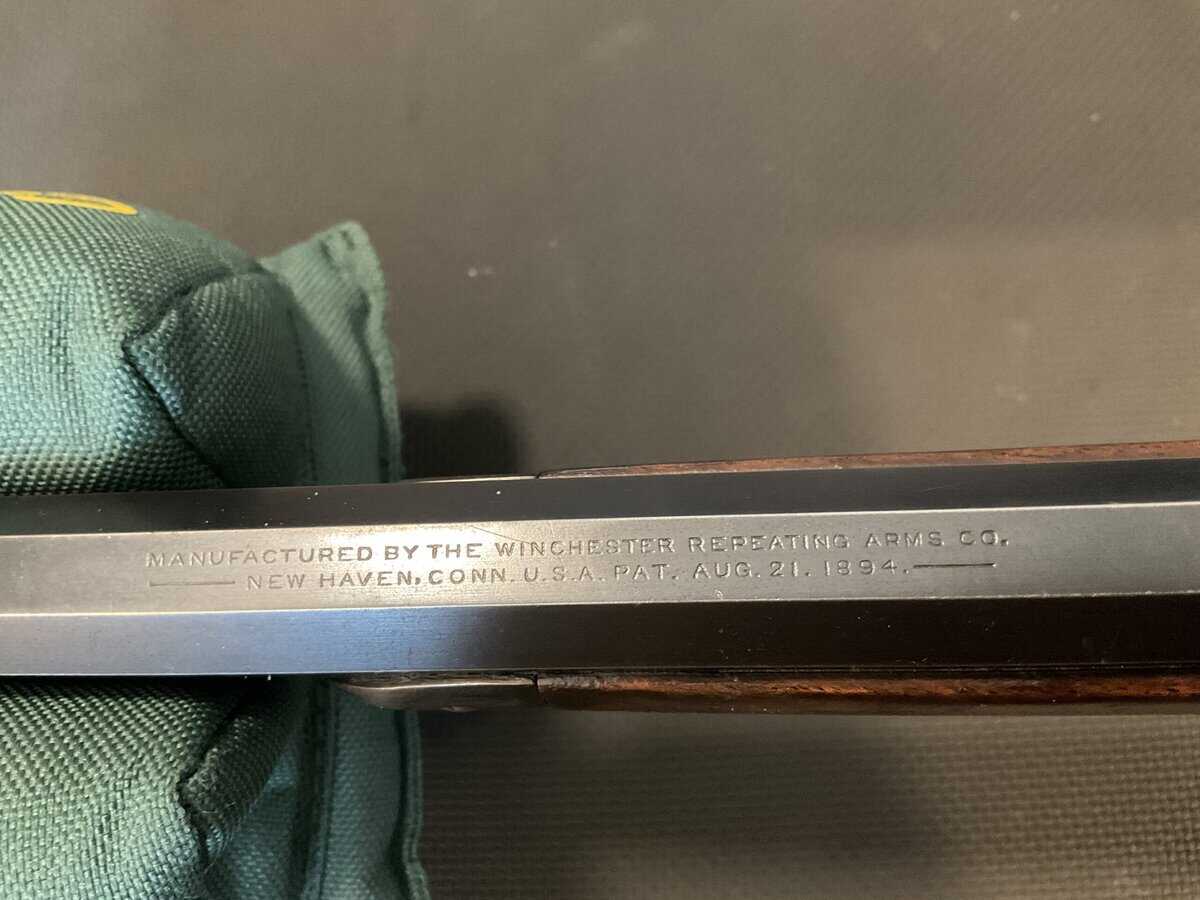 MANUFACTURED BY THE WINCHESTER REPEATING ARMS CO.
NEW HAVEN, CONN. U.S.A. PAT. AUG. 21. 1894.